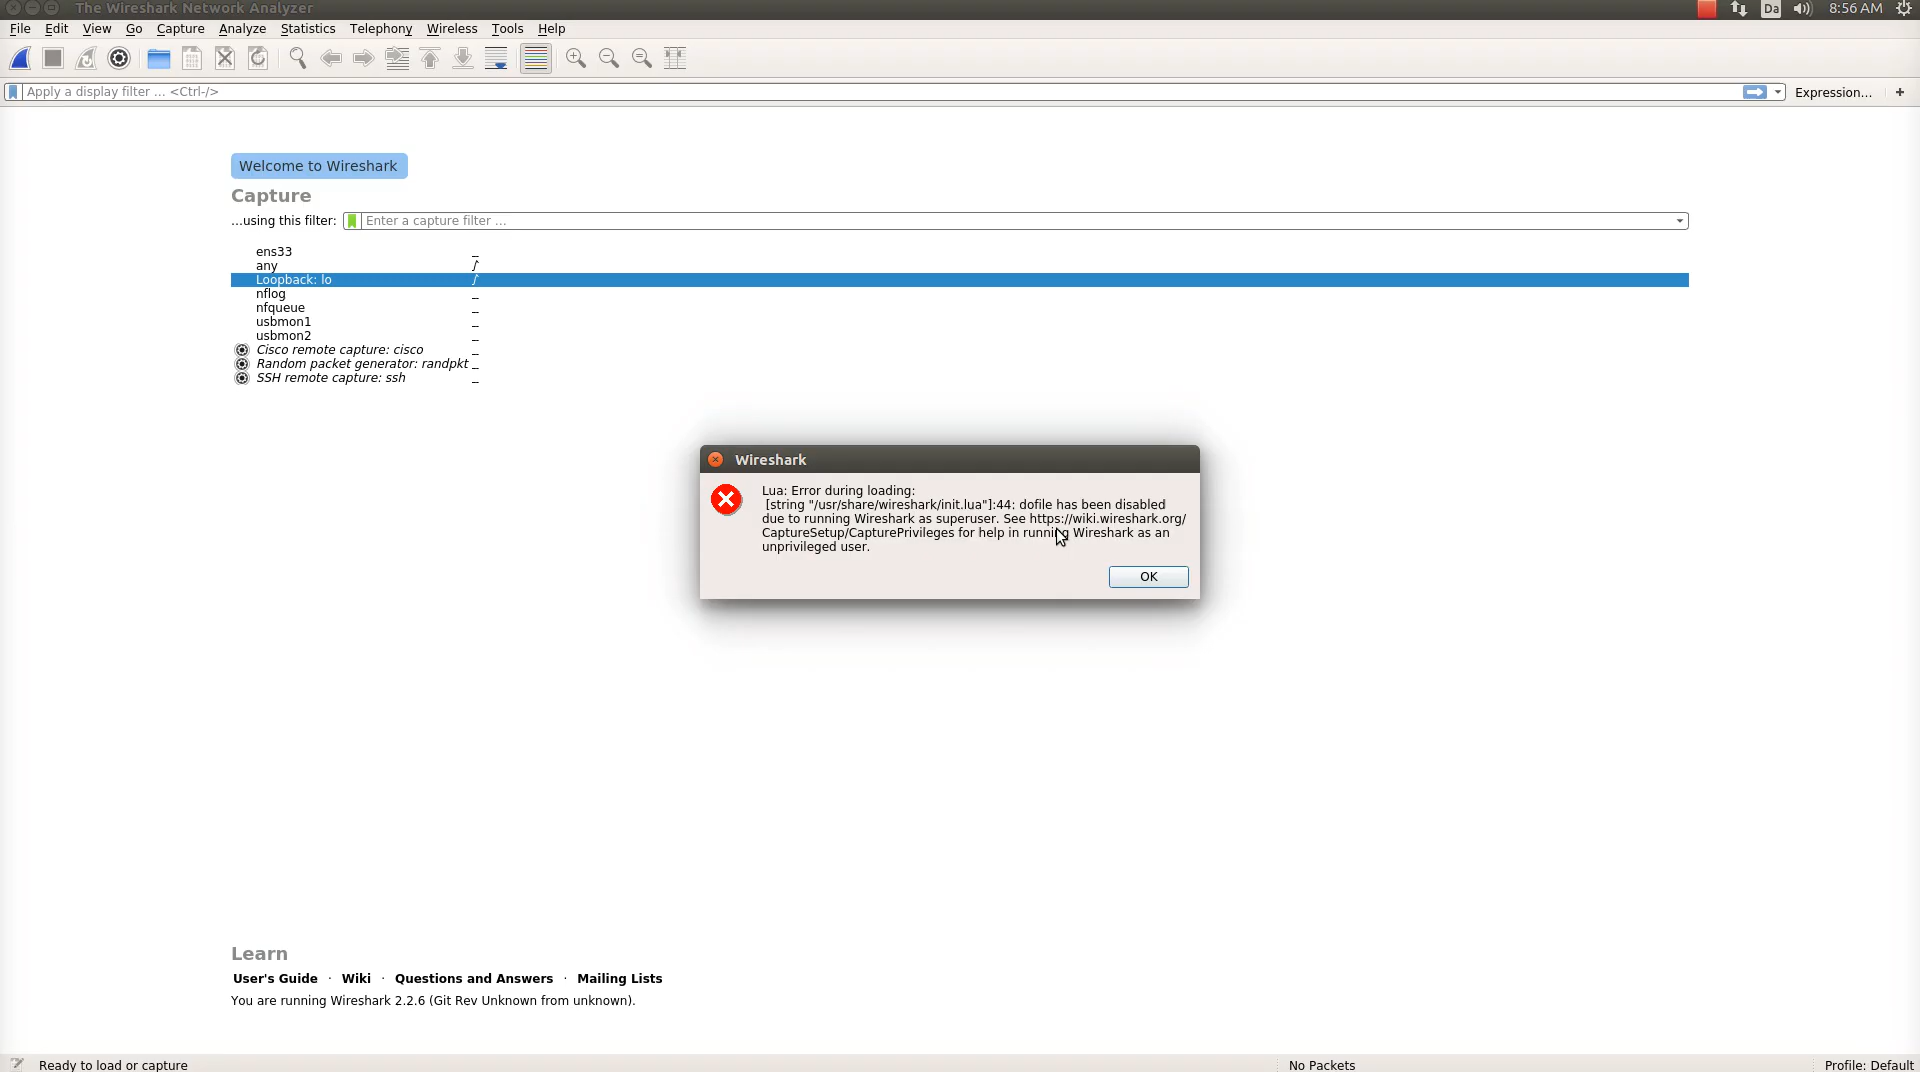 The Wireshark Network Analyzer
Da
8:56 AM
File Edit View Go Capture Analyze Statistics Telephony Wireless Tools Help
Apply a display filter ... <Ctrl-/>
Expression... +
Welcome to Wireshark
Capture
...using this filter: Enter a capture filter ...
ens33 _
any
Loopback: lo
nflog _
nfqueue _
usbmon1 _
usbmon2 _
Cisco remote capture: cisco _
Random packet generator: randpkt _
SSH remote capture: ssh _
Wireshark
Lua: Error during loading:
[string "/usr/share/wireshark/init.lua"]:44: dofile has been disabled
due to running Wireshark as superuser. See https://wiki.wireshark.org/
CaptureSetup/CapturePrivileges for help in running Wireshark as an
unprivileged user.
OK
Learn
User's Guide · Wiki · Questions and Answers · Mailing Lists
You are running Wireshark 2.2.6 (Git Rev Unknown from unknown).
Ready to load or capture
No Packets
Profile: Default